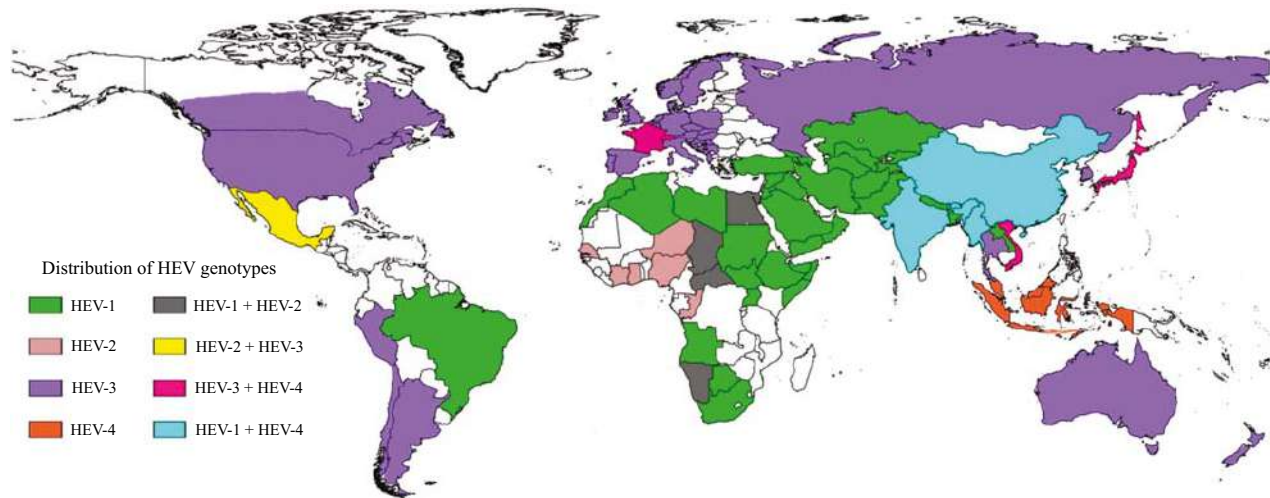 Distribution of HEV genotypes
HEV-1
HEV-2
HEV-3
HEV-4
HEV-1 + HEV-2
HEV-2 + HEV-3
HEV-3 + HEV-4
HEV-1 + HEV-4